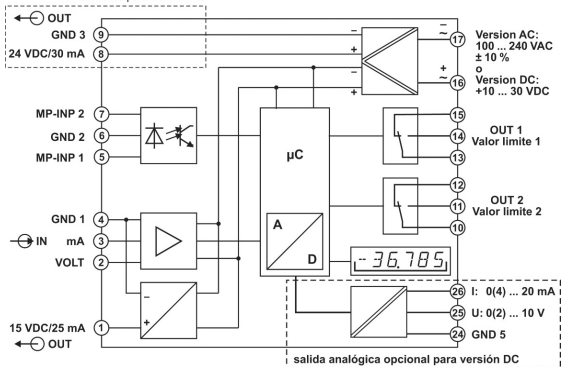 OUT
GND 3 9
24 VDC/30 mA 8
− + − +
− ~ 17
+ ~ 16
Version AC:
100 ... 240 VAC
± 10 %
o
Version DC:
+10 ... 30 VDC
MP-INP 2 7
GND 2 6
MP-INP 1 5
µC
15
14
13
OUT 1
Valor limite 1
12
11
10
OUT 2
Valor limite 2
GND 1 4
IN mA 3
VOLT 2
A
D
-36.785
− +
15 VDC/25 mA 1
OUT
26 I: 0(4) ... 20 mA
25 U: 0(2) ... 10 V
24 GND 5
salida analógica opcional para versión DC